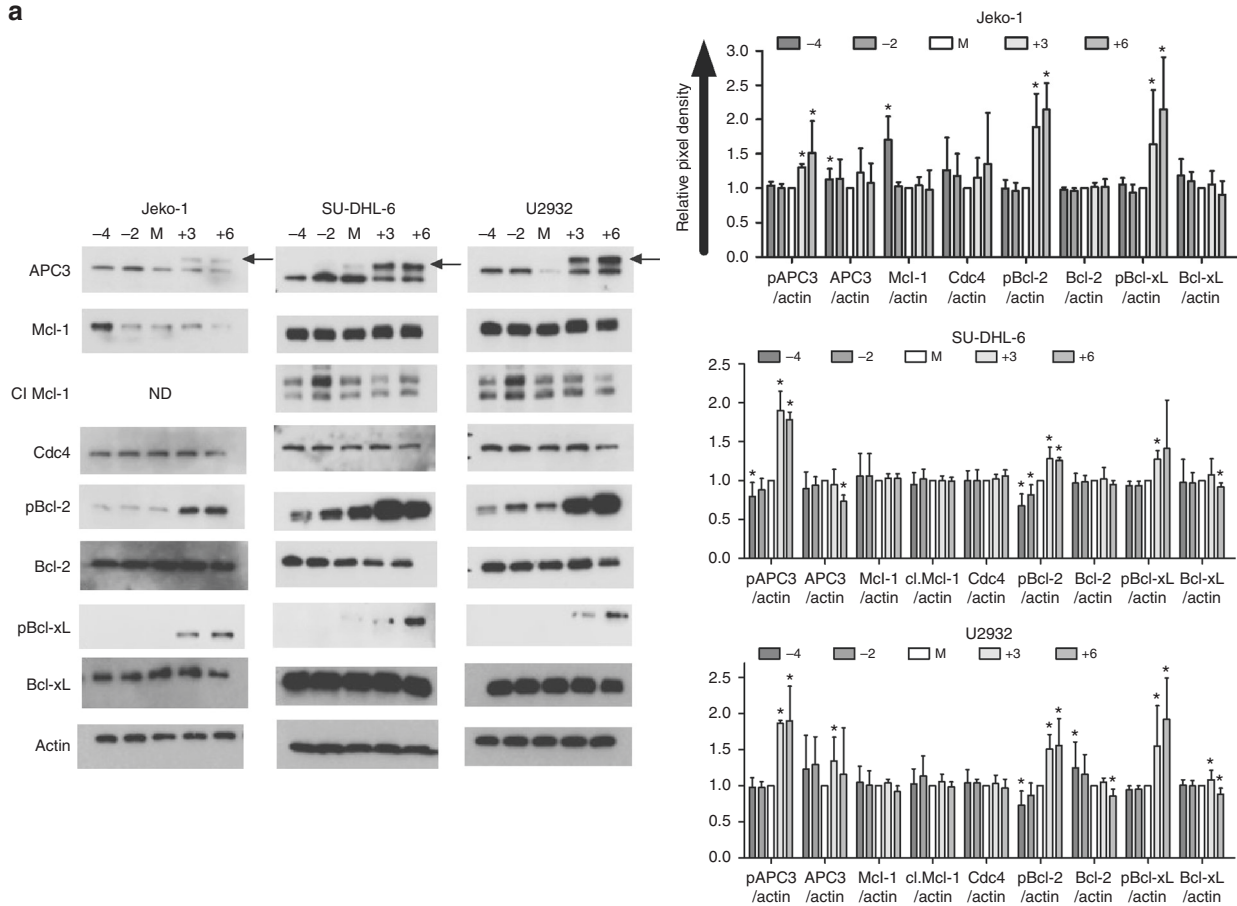 a
Jeko-1
−4 −2 M +3 +6
SU-DHL-6
−4 −2 M +3 +6
U2932
−4 −2 M +3 +6
APC3
Mcl-1
Cl Mcl-1
ND
Cdc4
pBcl-2
Bcl-2
pBcl-xL
Bcl-xL
Actin
Relative pixel density
Jeko-1
−4 −2 M +3 +6
3.0
2.5
2.0
1.5
1.0
0.5
0.0
* * * * * * * *
pAPC3 APC3 Mcl-1 Cdc4 pBcl-2 Bcl-2 pBcl-xL Bcl-xL
/actin /actin /actin /actin /actin /actin /actin /actin
SU-DHL-6
−4 −2 M +3 +6
2.5
2.0
1.5
1.0
0.5
0.0
* * * * * * * * * *
pAPC3 APC3 Mcl-1 cl.Mcl-1 Cdc4 pBcl-2 Bcl-2 pBcl-xL Bcl-xL
/actin /actin /actin /actin /actin /actin /actin /actin /actin
U2932
−4 −2 M +3 +6
2.5
2.0
1.5
1.0
0.5
0.0
* * * * * * * * * * * *
pAPC3 APC3 Mcl-1 cl.Mcl-1 Cdc4 pBcl-2 Bcl-2 pBcl-xL Bcl-xL
/actin /actin /actin /actin /actin /actin /actin /actin /actin